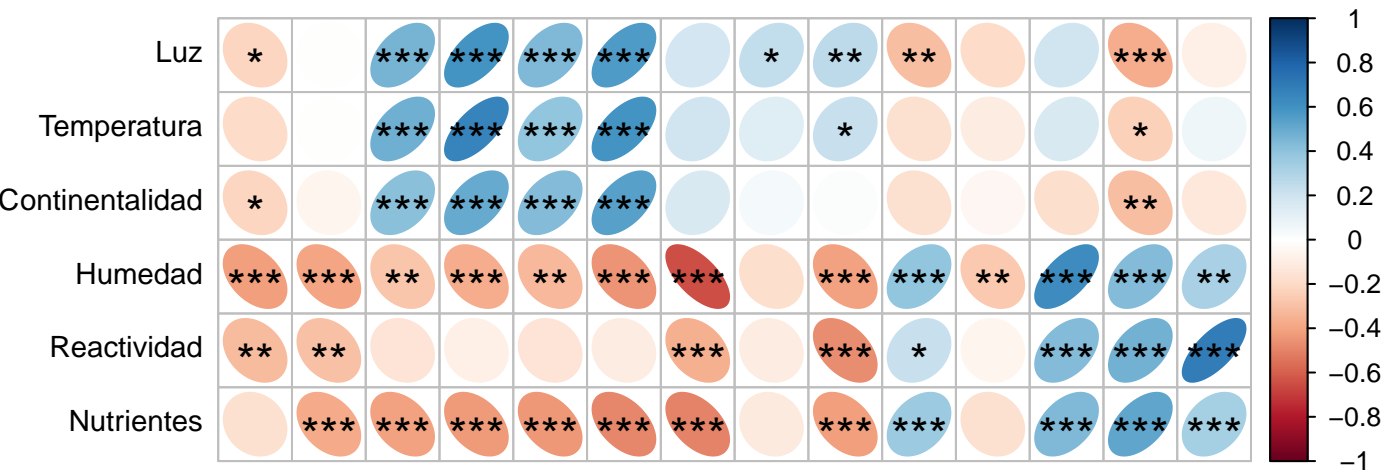 Luz * *** *** *** *** * ** ** ***
Temperatura *** *** *** *** * *
Continentalidad * *** *** *** *** **
Humedad *** *** ** *** ** *** *** *** *** ** *** *** **
Reactividad ** ** *** *** * *** *** ***
Nutrientes *** *** *** *** *** *** *** *** *** *** ***
1
0.8
0.6
0.4
0.2
0
−0.2
−0.4
−0.6
−0.8
−1